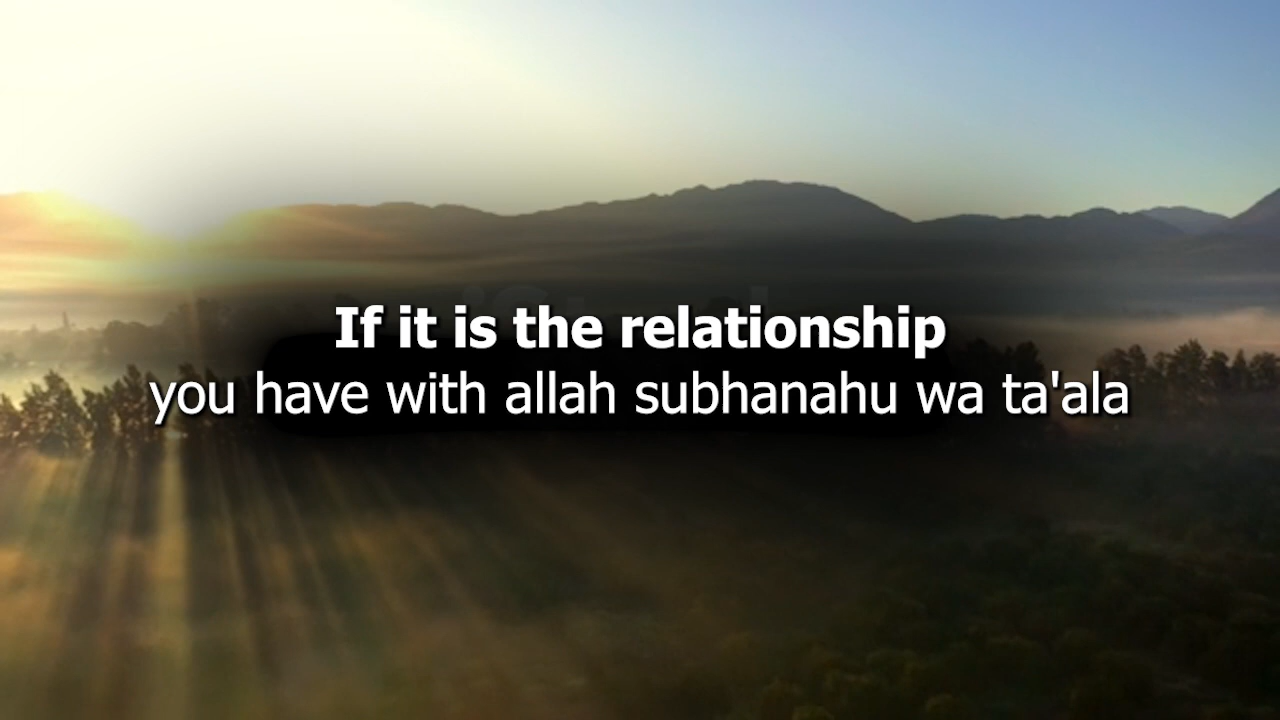 If it is the relationship
you have with allah subhanahu wa ta'ala